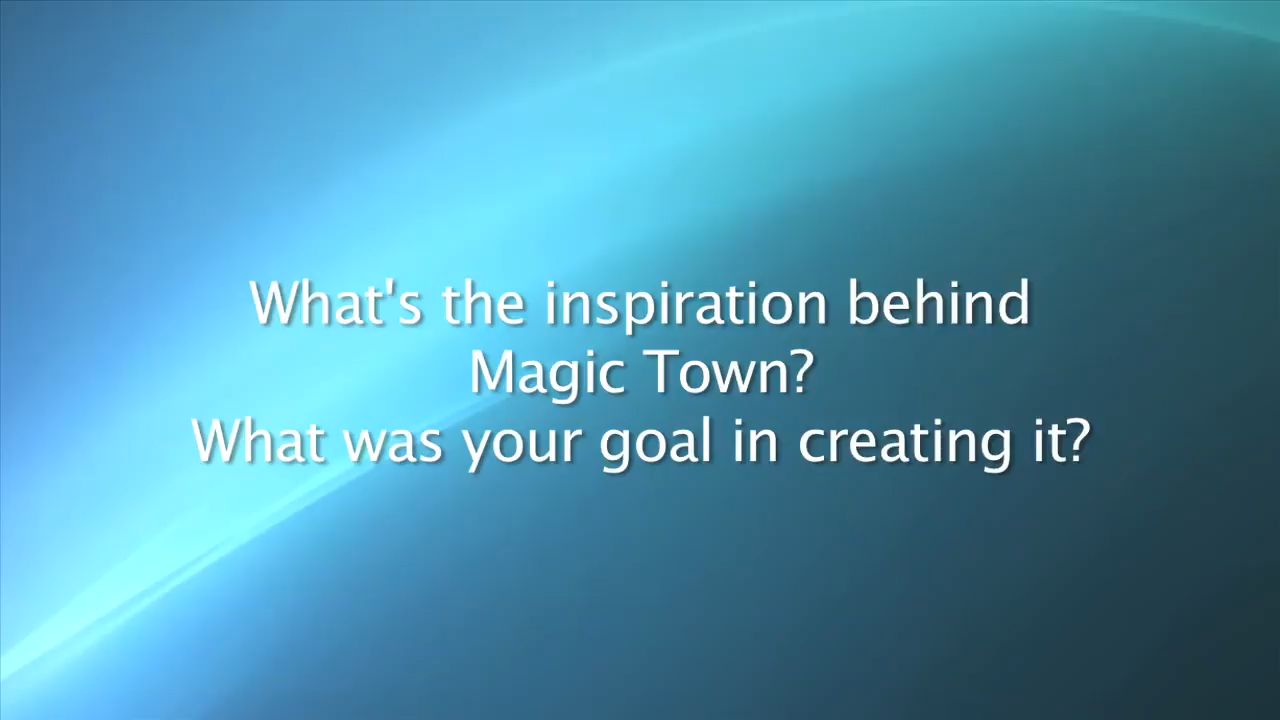 What's the inspiration behind
Magic Town?
What was your goal in creating it?